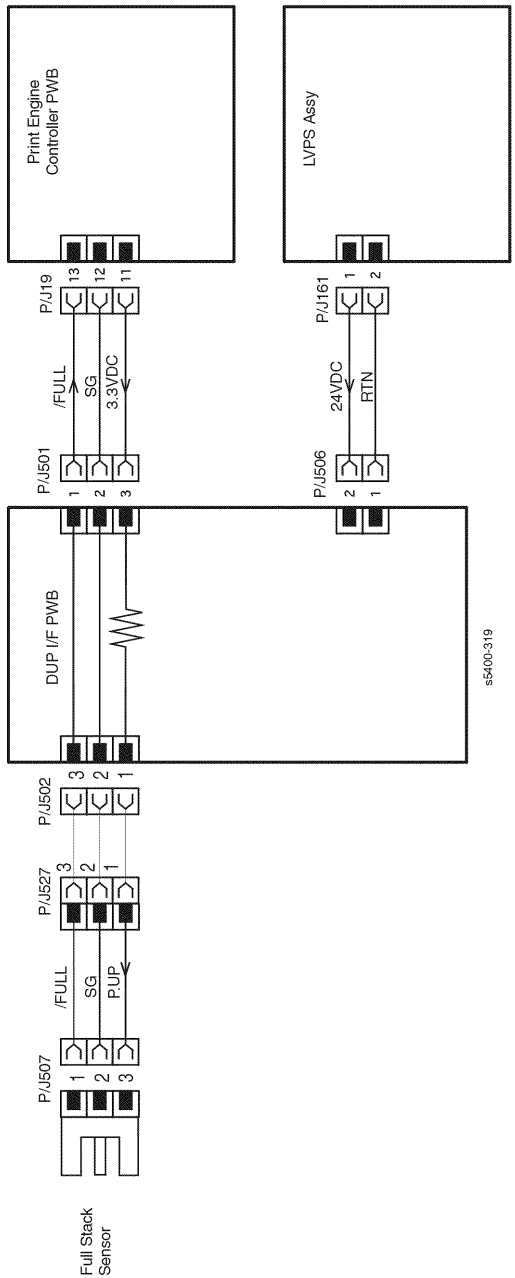 Print Engine
Controller PWB
LVPS Assy
P/J19
13
12
11
P/J161
1
2
/FULL
SG
3.3VDC
24VDC
RTN
P/J501
1
2
3
P/J506
2
1
DUP I/F PWB
s5400-319
P/J502
3
2
1
P/J527
3
2
1
/FULL
SG
P.UP
P/J507
1
2
3
Full Stack
Sensor